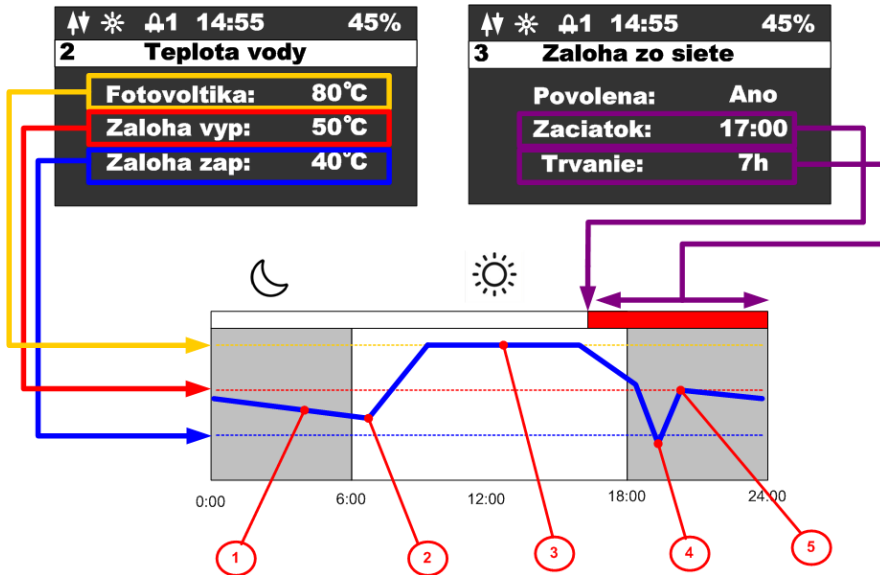 1 14:55 45%
2 Teplota vody
Fotovoltika: 80°C
Zaloha vyp: 50°C
Zaloha zap: 40°C
1 14:55 45%
3 Zaloha zo siete
Povolena: Ano
Zaciatok: 17:00
Trvanie: 7h
0:00 6:00 12:00 18:00 24:00
1 2 3 4 5